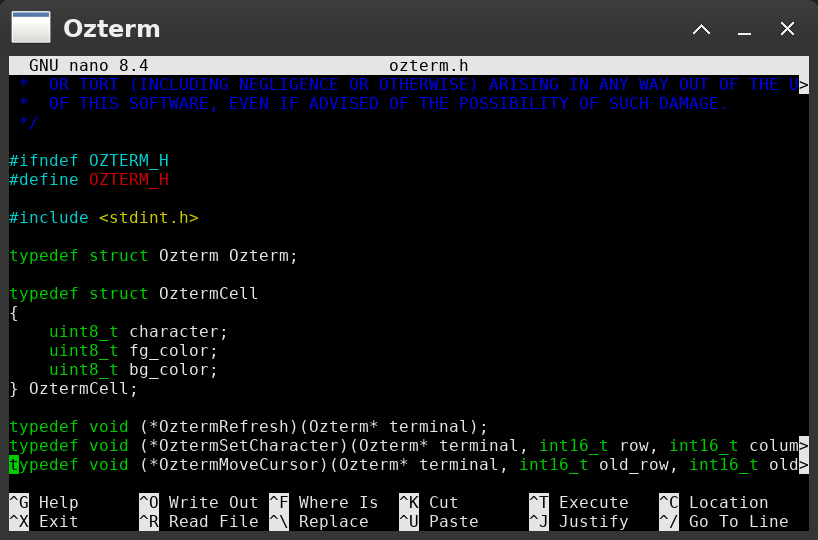 Ozterm
GNU nano 8.4 ozterm.h
*  OR TORT (INCLUDING NEGLIGENCE OR OTHERWISE) ARISING IN ANY WAY OUT OF THE U>
*  OF THIS SOFTWARE, EVEN IF ADVISED OF THE POSSIBILITY OF SUCH DAMAGE.
*/
#ifndef OZTERM_H
#define OZTERM_H
#include <stdint.h>
typedef struct Ozterm Ozterm;
typedef struct OztermCell
{
    uint8_t character;
    uint8_t fg_color;
    uint8_t bg_color;
} OztermCell;
typedef void (*OztermRefresh)(Ozterm* terminal);
typedef void (*OztermSetCharacter)(Ozterm* terminal, int16_t row, int16_t colum>
typedef void (*OztermMoveCursor)(Ozterm* terminal, int16_t old_row, int16_t old>
^G Help ^O Write Out ^F Where Is ^K Cut ^T Execute ^C Location
^X Exit ^R Read File ^\ Replace ^U Paste ^J Justify ^/ Go To Line